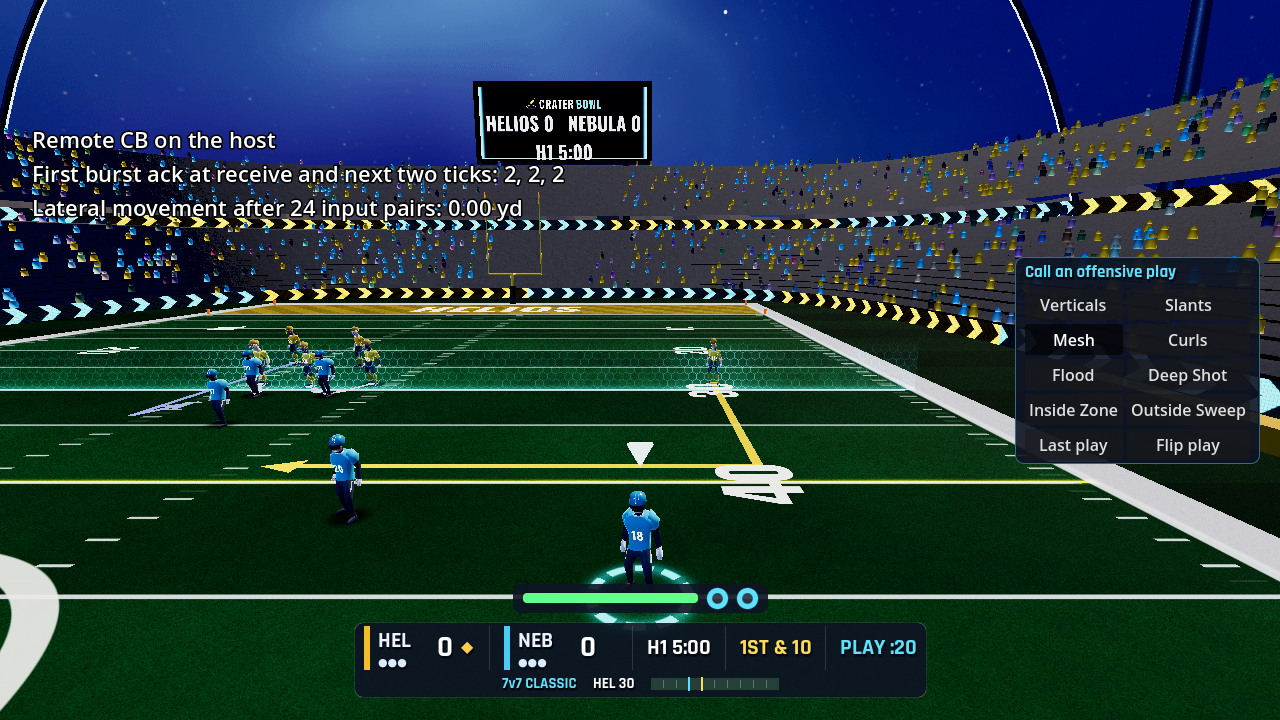 CRATER BOWL
HELIOS 0 NEBULA 0
H1 5:00
Remote CB on the host
First burst ack at receive and next two ticks: 2, 2, 2
Lateral movement after 24 input pairs: 0.00 yd
Call an offensive play
Verticals Slants
Mesh Curls
Flood Deep Shot
Inside Zone Outside Sweep
Last play Flip play
HELIOS
18
HEL 0 NEB 0 H1 5:00 1ST & 10 PLAY :20
7v7 CLASSIC HEL 30